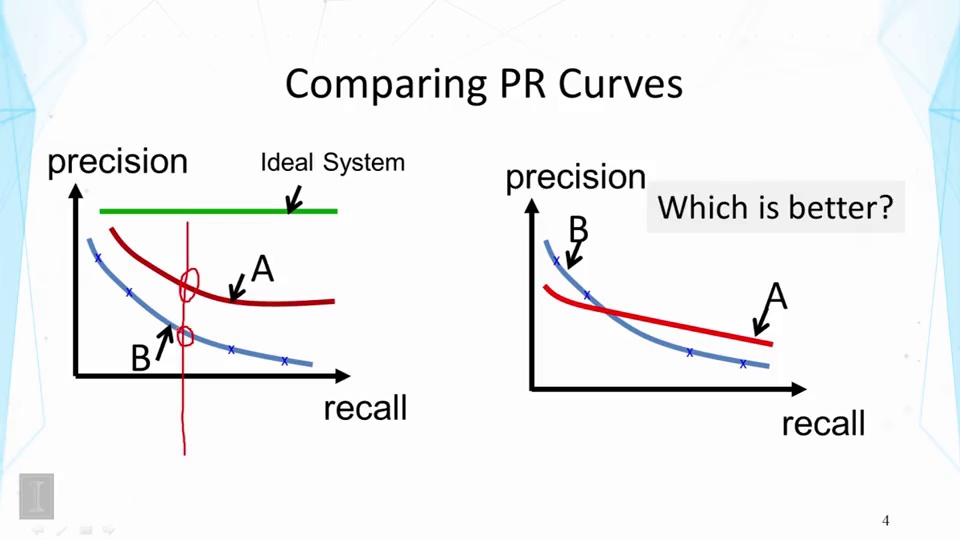 Comparing PR Curves
precision
Ideal System
A
B
recall
precision
Which is better?
B
A
recall
I
4